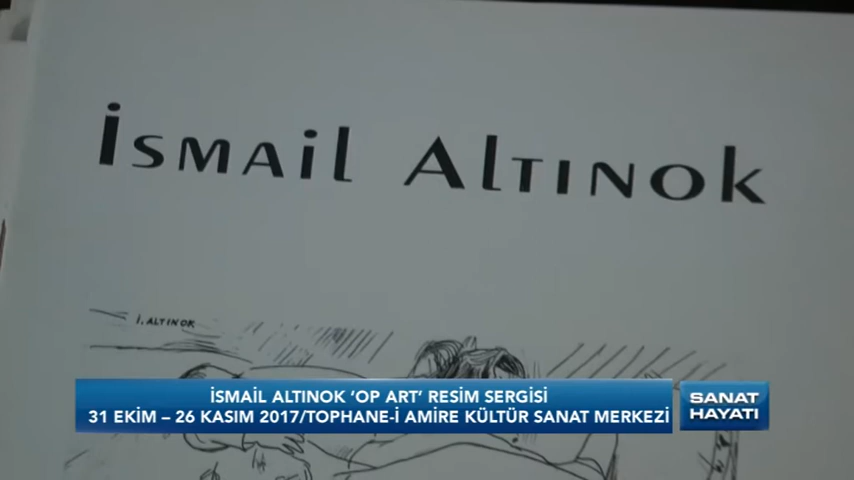 İSMAİL ALTINOK
İ. ALTINOK
İSMAİL ALTINOK ‘OP ART’ RESİM SERGİSİ
31 EKİM – 26 KASIM 2017/TOPHANE-İ AMİRE KÜLTÜR SANAT MERKEZİ
SANAT
HAYATI